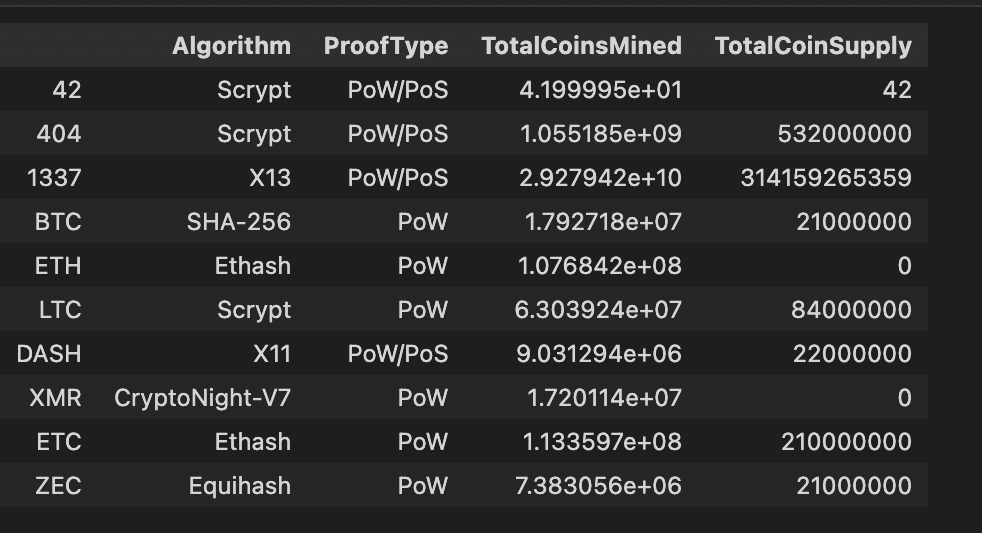 Algorithm ProofType TotalCoinsMined TotalCoinSupply
42 Scrypt PoW/PoS 4.199995e+01 42
404 Scrypt PoW/PoS 1.055185e+09 532000000
1337 X13 PoW/PoS 2.927942e+10 314159265359
BTC SHA-256 PoW 1.792718e+07 21000000
ETH Ethash PoW 1.076842e+08 0
LTC Scrypt PoW 6.303924e+07 84000000
DASH X11 PoW/PoS 9.031294e+06 22000000
XMR CryptoNight-V7 PoW 1.720114e+07 0
ETC Ethash PoW 1.133597e+08 210000000
ZEC Equihash PoW 7.383056e+06 21000000